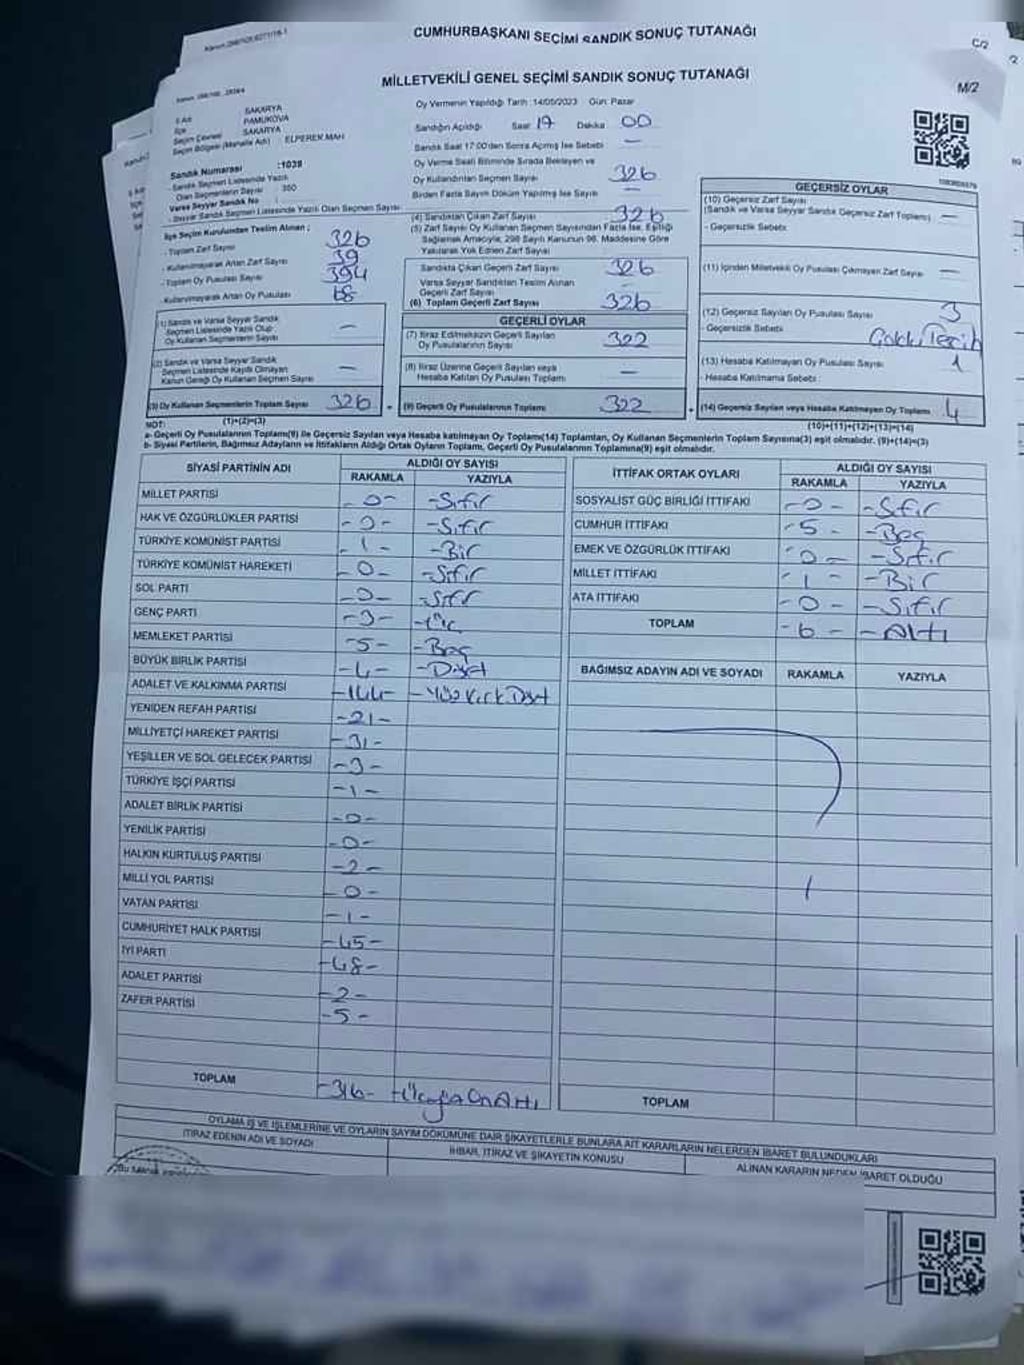 CUMHURBAŞKANI SEÇİMİ SANDIK SONUÇ TUTANAĞI
C/2
MİLLETVEKİLİ GENEL SEÇİMİ SANDIK SONUÇ TUTANAĞI
M/2
İl Adı SAKARYA
İlçe PAMUKOVA
Seçim Çevresi SAKARYA
Seçim Bölgesi (Mahalle Adı) : ELPEREK MAH
Sandık Numarası :1039
- Sandık Seçmen Listesinde Yazılı
Olan Seçmenlerin Sayısı : 350
Varsa Seyyar Sandık No
- Seyyar Sandık Seçmen Listesinde Yazılı Olan Seçmen Sayısı
İlçe Seçim Kurulundan Teslim Alınan ;
- Toplam Zarf Sayısı 326
- Kullanılmayarak Artan Zarf Sayısı 39
- Toplam Oy Pusulası Sayısı 394
- Kullanılmayarak Artan Oy Pusulası 68
(1) Sandık ve Varsa Seyyar Sandık
Seçmen Listesinde Yazılı Olup
Oy Kullanan Seçmenlerin Sayısı —
(2) Sandık ve Varsa Seyyar Sandık
Seçmen Listesinde Kayıtlı Olmayan
Kanun Gereği Oy Kullanan Seçmen Sayısı —
(3) Oy Kullanan Seçmenlerin Toplam Sayısı 326
(1)+(2)=(3)
Oy Vermenin Yapıldığı Tarih : 14/05/2023 Gün: Pazar
Sandığın Açıldığı Saat 17 Dakika 00
Sandık Saat 17:00'den Sonra Açılmış İse Sebebi —
Oy Verme Saati Bitiminde Sırada Bekleyen ve
Oy Kullandırılan Seçmen Sayısı 326
Birden Fazla Sayım Döküm Yapılmış İse Sayısı —
(4) Sandıktan Çıkan Zarf Sayısı 326
(5) Zarf Sayısı Oy Kullanan Seçmen Sayısından Fazla İse, Eşitliği
Sağlamak Amacıyla, 298 Sayılı Kanunun 98. Maddesine Göre
Yakılarak Yok Edilen Zarf Sayısı
Sandıkta Çıkan Geçerli Zarf Sayısı 326
Varsa Seyyar Sandıktan Teslim Alınan
Geçerli Zarf Sayısı —
(6) Toplam Geçerli Zarf Sayısı 326
GEÇERLİ OYLAR
(7) İtiraz Edilmeksizin Geçerli Sayılan
Oy Pusulalarının Sayısı 322
(8) İtiraz Üzerine Geçerli Sayılan veya
Hesaba Katılan Oy Pusulası Toplamı —
(9) Geçerli Oy Pusulalarının Toplamı 322
GEÇERSİZ OYLAR
(10) Geçersiz Zarf Sayısı
(Sandık ve Varsa Seyyar Sandık Geçersiz Zarf Toplamı) —
- Geçersizlik Sebebi:
(11) İçinden Milletvekili Oy Pusulası Çıkmayan Zarf Sayısı —
(12) Geçersiz Sayılan Oy Pusulası Sayısı 3
- Geçersizlik Sebebi :
(13) Hesaba Katılmayan Oy Pusulası Sayısı 1
- Hesaba Katılmama Sebebi :
(14) Geçersiz Sayılan veya Hesaba Katılmayan Oy Toplamı 4
(10)+(11)+(12)+(13)=(14)
NOT:
a- Geçerli Oy Pusulalarının Toplamı(9) ile Geçersiz Sayılan veya Hesaba katılmayan Oy Toplamı(14) Toplamları, Oy Kullanan Seçmenlerin Toplam Sayısına(3) eşit olmalıdır. (9)+(14)=(3)
b- Siyasi Partilerin, Bağımsız Adayların ve İttifakların Aldığı Ortak Oyların Toplamı, Geçerli Oy Pusulalarının Toplamına(9) eşit olmalıdır.
SİYASİ PARTİNİN ADI ALDIĞI OY SAYISI
RAKAMLA YAZIYLA
MİLLET PARTİSİ -0- -Sıfır
HAK VE ÖZGÜRLÜKLER PARTİSİ -0- -Sıfır
TÜRKİYE KOMÜNİST PARTİSİ -1- -Bir
TÜRKİYE KOMÜNİST HAREKETİ -0- -Sıfır
SOL PARTİ -0- -Sıfır
GENÇ PARTİ -3- -Üç
MEMLEKET PARTİSİ -5- -Beş
BÜYÜK BİRLİK PARTİSİ -4- -Dört
ADALET VE KALKINMA PARTİSİ -144- -Yüz Kırk Dört
YENİDEN REFAH PARTİSİ -21-
MİLLİYETÇİ HAREKET PARTİSİ -31-
YEŞİLLER VE SOL GELECEK PARTİSİ -3-
TÜRKİYE İŞÇİ PARTİSİ -1-
ADALET BİRLİK PARTİSİ -0-
YENİLİK PARTİSİ -0-
HALKIN KURTULUŞ PARTİSİ -2-
MİLLİ YOL PARTİSİ -0-
VATAN PARTİSİ -1-
CUMHURİYET HALK PARTİSİ -45-
İYİ PARTİ -48-
ADALET PARTİSİ -2-
ZAFER PARTİSİ -5-
TOPLAM -316- -Üçyüz On Altı
İTTİFAK ORTAK OYLARI ALDIĞI OY SAYISI
RAKAMLA YAZIYLA
SOSYALİST GÜÇ BİRLİĞİ İTTİFAKI -0- -Sıfır
CUMHUR İTTİFAKI -5- -Beş
EMEK VE ÖZGÜRLÜK İTTİFAKI -0- -Sıfır
MİLLET İTTİFAKI -1- -Bir
ATA İTTİFAKI -0- -Sıfır
TOPLAM -6- -Altı
BAĞIMSIZ ADAYIN ADI VE SOYADI RAKAMLA YAZIYLA
TOPLAM
OYLAMA İŞ VE İŞLEMLERİNE VE OYLARIN SAYIM DÖKÜMÜNE DAİR ŞİKAYETLERLE BUNLARA AİT KARARLARIN NELERDEN İBARET BULUNDUKLARI
İTİRAZ EDENİN ADI VE SOYADI İHBAR, İTİRAZ VE ŞİKAYETİN KONUSU ALINAN KARARIN NEDEN İBARET OLDUĞU